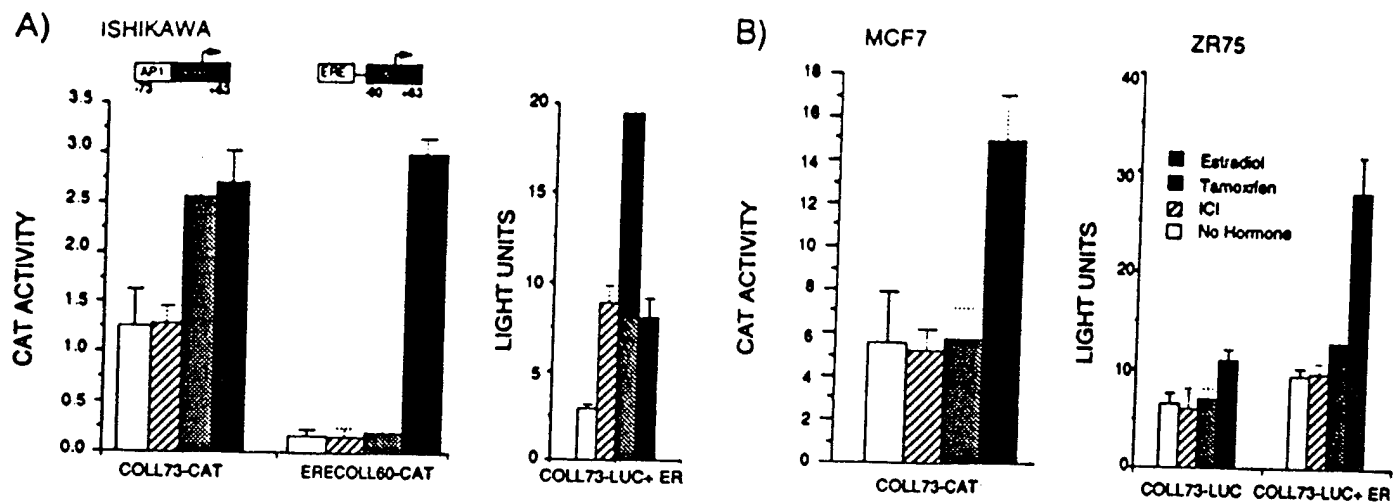 A) ISHIKAWA
AP1
-73 +63
ERE
-60 +63
CAT ACTIVITY
3.5
3.0
2.5
2.0
1.5
1.0
0.5
0.0
COLL73-CAT ERECOLL60-CAT
LIGHT UNITS
20
15
10
5
0
COLL73-LUC+ ER
B) MCF7
CAT ACTIVITY
18
16
14
12
10
8
6
4
2
0
COLL73-CAT
ZR75
LIGHT UNITS
40
30
20
10
0
Estradiol
Tamoxifen
ICI
No Hormone
COLL73-LUC COLL73-LUC+ ER